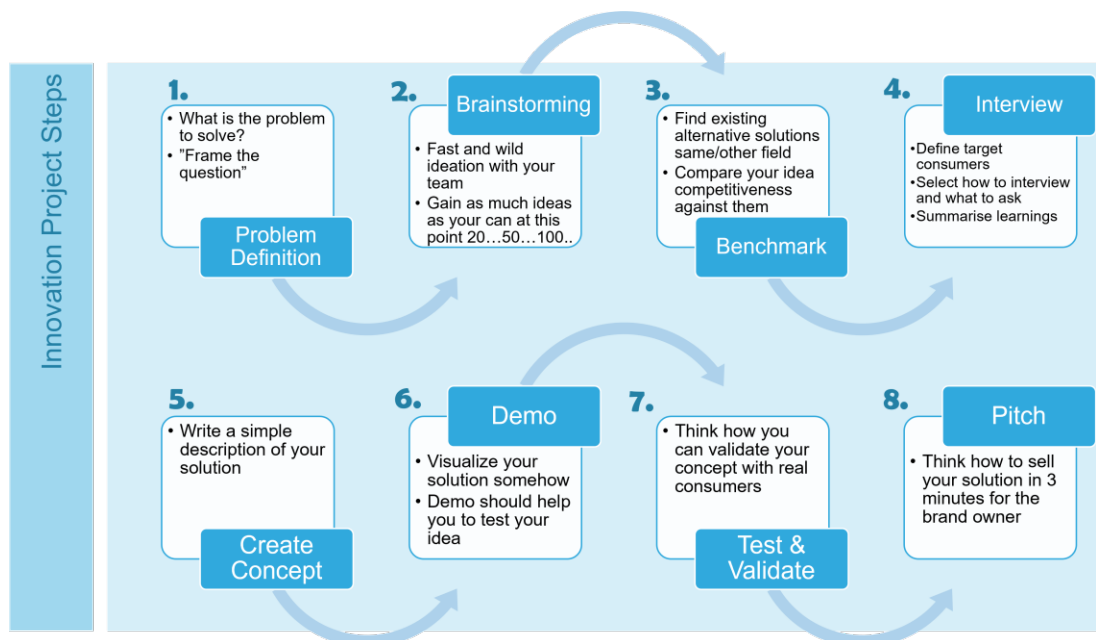 Innovation Project Steps
1.
• What is the problem
to solve?
• ”Frame the
question”
Problem
Definition
2.
Brainstorming
• Fast and wild
ideation with your
team
• Gain as much ideas
as your can at this
point 20…50…100..
3.
• Find existing
alternative solutions
same/other field
• Compare your idea
competitiveness
against them
Benchmark
4.
Interview
•Define target
consumers
•Select how to interview
and what to ask
•Summarise learnings
5.
• Write a simple
description of your
solution
Create
Concept
6.
Demo
• Visualize your
solution somehow
• Demo should help
you to test your
idea
7.
• Think how you
can validate your
concept with real
consumers
Test &
Validate
8.
Pitch
• Think how to sell
your solution in 3
minutes for the
brand owner